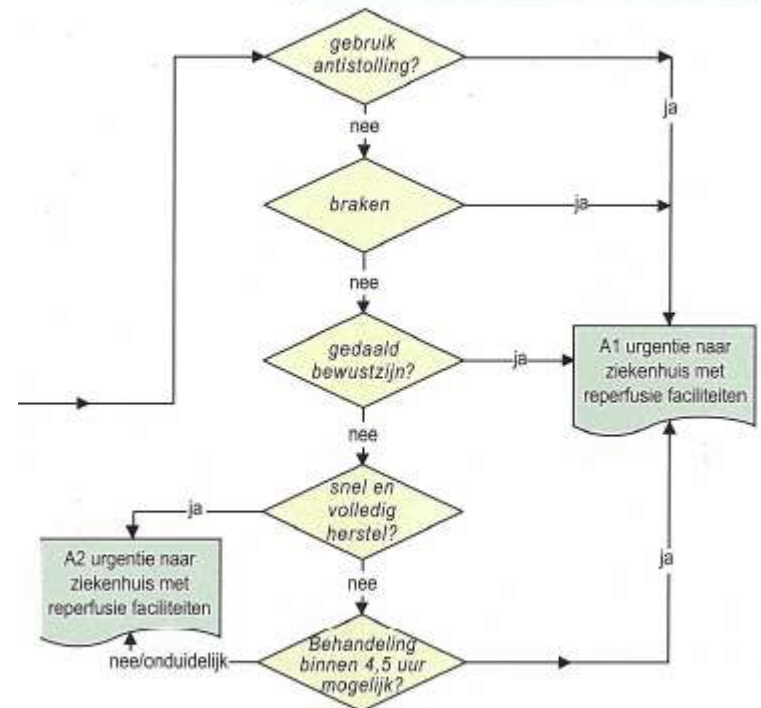 gebruik
antistolling?
ja
nee
braken
ja
nee
gedaald
bewustzijn?
ja
A1 urgentie naar
ziekenhuis met
reperfusie faciliteiten
nee
snel en
volledig
herstel?
ja
A2 urgentie naar
ziekenhuis met
reperfusie faciliteiten
nee
ja
Behandeling
binnen 4,5 uur
mogelijk?
nee/onduidelijk